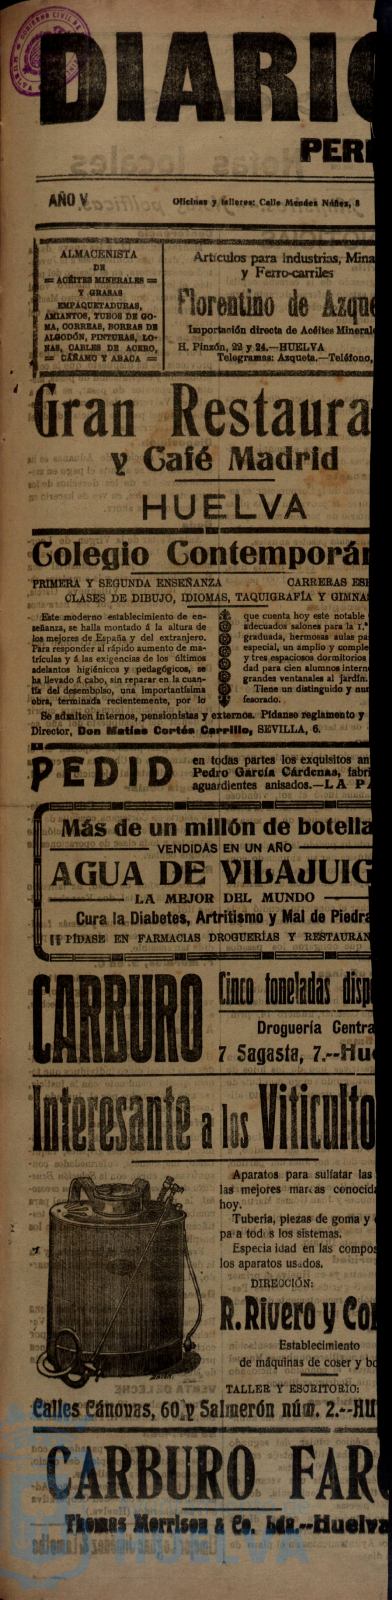 DIARIO
PERI
AÑO V
Oficinas y talleres: Calle Mendez Núñez, 8
ALMACENISTA
DE
ACEITES MINERALES
Y GRASAS
EMPAQUETADURAS,
AMIANTOS, TUBOS DE GO-
MA, CORREAS, BORRAS DE
ALGODÓN, PINTURAS, LO-
NAS, CABLES DE ACERO,
CÁÑAMO Y ABACA
Artículos para industrias, Mina
y Ferro-carriles
Florentino de Azque
Importación directa de Aceites Mineral
H. Pinzón, 22 y 24.—HUELVA
Telegramas: Azqueta.—Teléfono,
Gran Restaura
y Café Madrid
HUELVA
Colegio Contemporán
PRIMERA Y SEGUNDA ENSEÑANZA
CARRERAS ESP
CLASES DE DIBUJO, IDIOMAS, TAQUIGRAFÍA Y GIMNA
Este moderno establecimiento de en-
señanza, se halla montado á la altura de
los mejores de España y del extranjero.
Para responder al rápido aumento de ma-
trículas y á las exigencias de los últimos
adelantos higiénicos y pedagógicos, se
ha llevado á cabo, sin reparar en la cuan-
tía del desembolso, una importantísima
obra, terminada recientemente, por lo
que cuenta hoy este notable
adecuados salones para la 1.ª
graduada, hermosas aulas pa
especial, un amplio y comple
y tres espaciosos dormitorios
dad para cien alumnos intern
grandes ventanales al jardín.
Tiene un distinguido y num
fesorado.
Se admiten internos, pensionistas y externos. Pídanse reglamento y
Director, Don Matías Cortés Carrillo, SEVILLA, 6.
PEDID
en todas partes los exquisitos an
Pedro García Cárdenas, fabri
aguardientes anisados.—LA PA
Más de un millón de botella
VENDIDAS EN UN AÑO
AGUA DE VILAJUIG
LA MEJOR DEL MUNDO
Cura la Diabetes, Artritismo y Mal de Piedra
PÍDASE EN FARMACIAS DROGUERÍAS Y RESTAURAN
CARBURO
Cinco toneladas disp
Droguería Centra
7 Sagasta, 7.--Hue
Interesante a los Viticulto
Aparatos para sulfatar las
las mejores marcas conocida
hoy.
Tubería, piezas de goma y
para todos los sistemas.
Especialidad en las compos
los aparatos usados.
DIRECCIÓN:
R. Rivero y Co
Establecimiento
de máquinas de coser y bo
TALLER Y ESCRITORIO:
Calles Cánovas, 60 y Salmerón núm. 2.--HU
CARBURO FARO
Thomas Morrison & Co. Lda.--Huelva
HUELVA